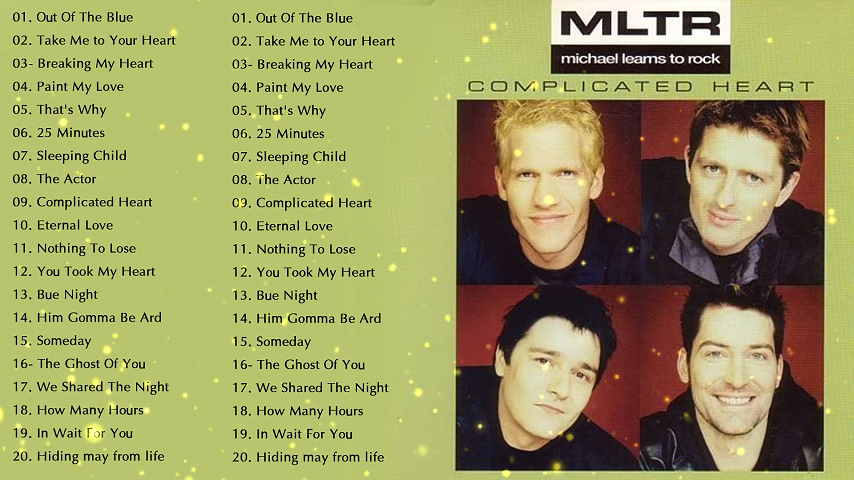 01. Out Of The Blue
02. Take Me to Your Heart
03- Breaking My Heart
04. Paint My Love
05. That's Why
06. 25 Minutes
07. Sleeping Child
08. The Actor
09. Complicated Heart
10. Eternal Love
11. Nothing To Lose
12. You Took My Heart
13. Bue Night
14. Him Gomma Be Ard
15. Someday
16- The Ghost Of You
17. We Shared The Night
18. How Many Hours
19. In Wait For You
20. Hiding may from life
01. Out Of The Blue
02. Take Me to Your Heart
03- Breaking My Heart
04. Paint My Love
05. That's Why
06. 25 Minutes
07. Sleeping Child
08. The Actor
09. Complicated Heart
10. Eternal Love
11. Nothing To Lose
12. You Took My Heart
13. Bue Night
14. Him Gomma Be Ard
15. Someday
16- The Ghost Of You
17. We Shared The Night
18. How Many Hours
19. In Wait For You
20. Hiding may from life
MLTR
michael learns to rock
COMPLICATED HEART